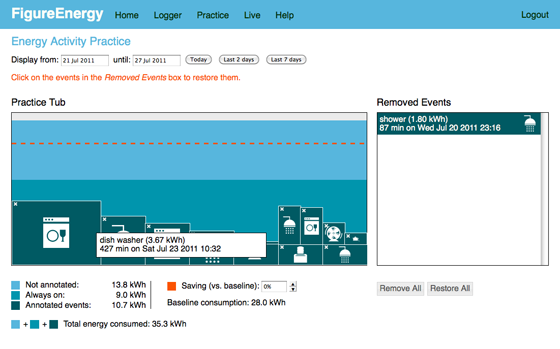 FigureEnergy Home Logger Practice Live Help Logout
Energy Activity Practice
Display from: 21 Jul 2011 until: 27 Jul 2011 Today Last 2 days Last 7 days
Click on the events in the Removed Events box to restore them.
Practice Tub Removed Events
shower (1.80 kWh)
87 min on Wed Jul 20 2011 23:16
dish washer (3.67 kWh)
427 min on Sat Jul 23 2011 10:32
Not annotated: 13.8 kWh Saving (vs. baseline): 0%
Always on: 9.0 kWh
Annotated events: 10.7 kWh Baseline consumption: 28.0 kWh
Remove All Restore All
+ + Total energy consumed: 35.3 kWh